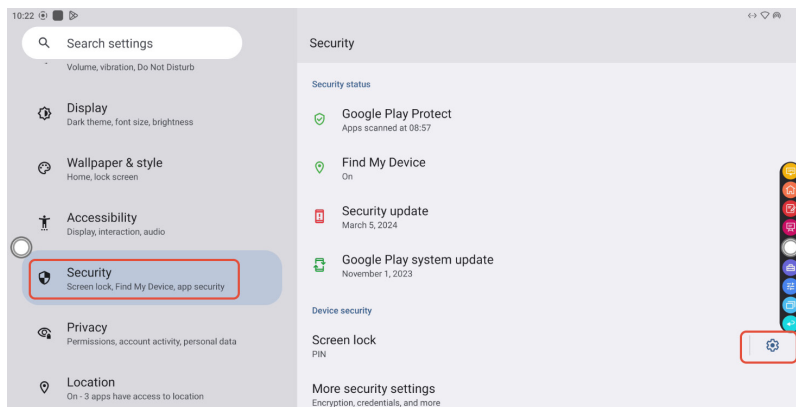 10:22
Search settings
Volume, vibration, Do Not Disturb
Display
Dark theme, font size, brightness
Wallpaper & style
Home, lock screen
Accessibility
Display, interaction, audio
Security
Screen lock, Find My Device, app security
Privacy
Permissions, account activity, personal data
Location
On - 3 apps have access to location
Security
Security status
Google Play Protect
Apps scanned at 08:57
Find My Device
On
Security update
March 5, 2024
Google Play system update
November 1, 2023
Device security
Screen lock
PIN
More security settings
Encryption, credentials, and more